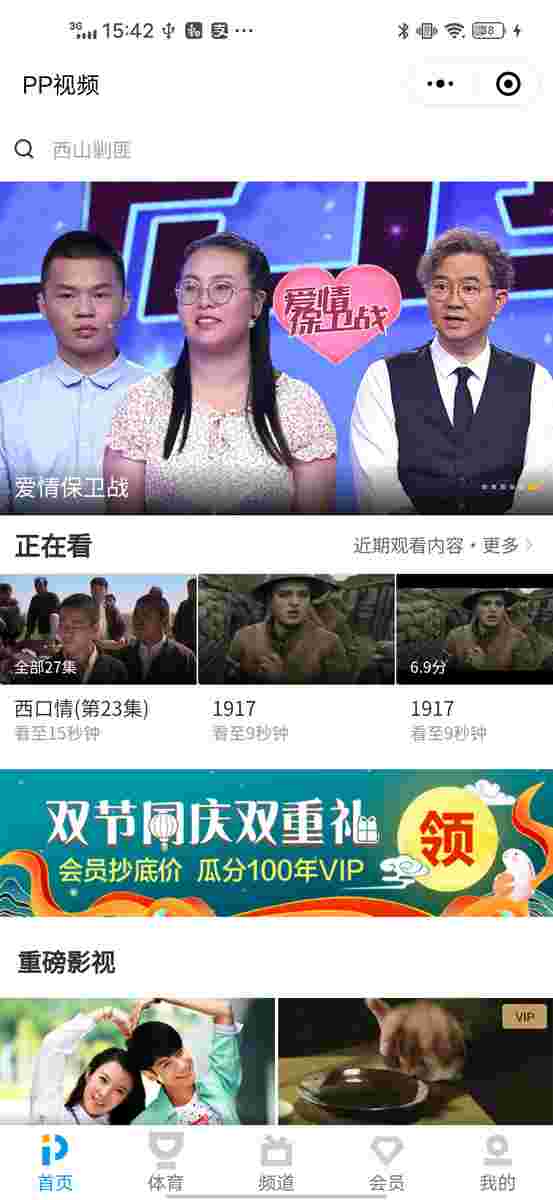 3G 15:42 支 ··· 38
PP视频
西山剿匪
爱情
保卫战
爱情保卫战
正在看
近期观看内容·更多
全部27集
6.9分
西口情(第23集)
1917
1917
看至15秒钟
看至9秒钟
看至9秒钟
双节同庆双重礼
领
会员抄底价 瓜分100年VIP
重磅影视
VIP
首页
体育
频道
会员
我的